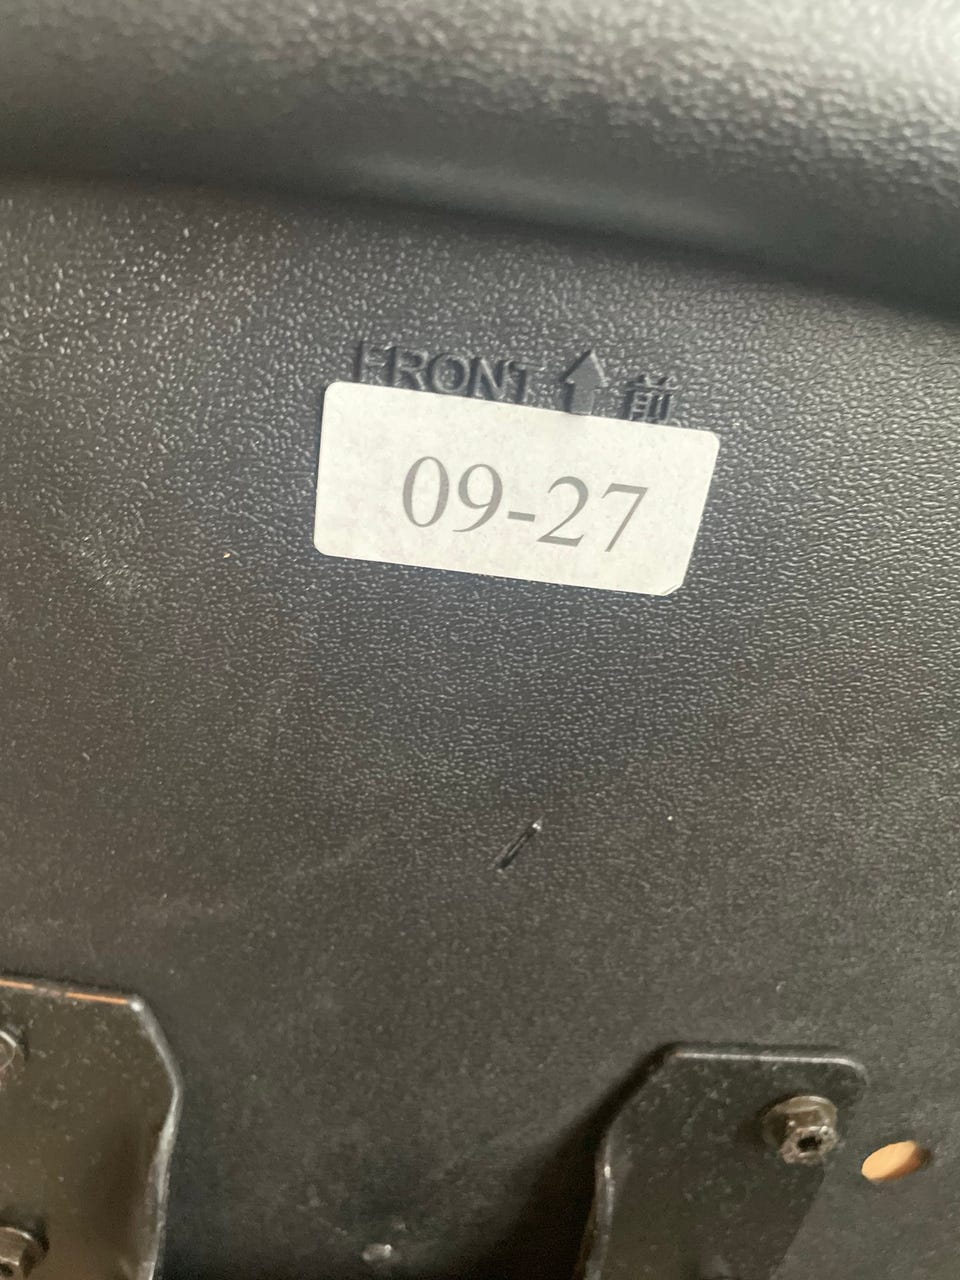 FRONT ⬆ 前
09-27